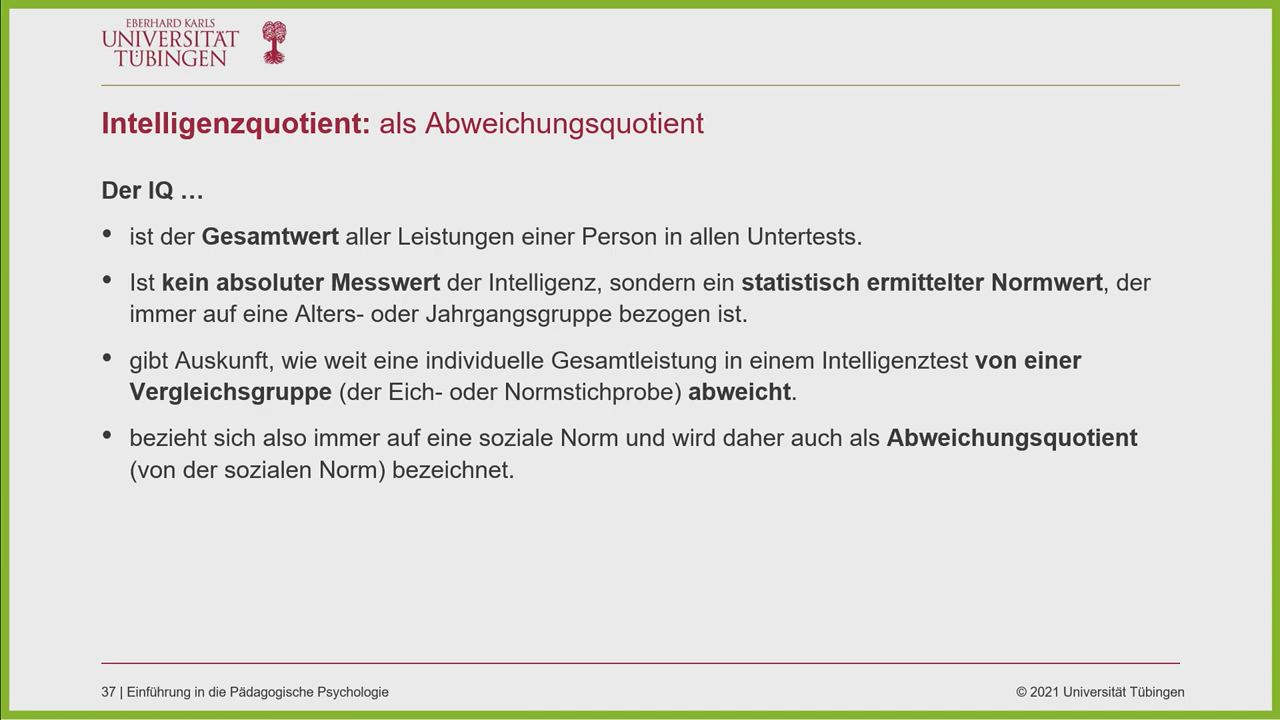 EBERHARD KARLS
UNIVERSITÄT
TÜBINGEN
Intelligenzquotient: als Abweichungsquotient
Der IQ …
• ist der Gesamtwert aller Leistungen einer Person in allen Untertests.
• Ist kein absoluter Messwert der Intelligenz, sondern ein statistisch ermittelter Normwert, der
immer auf eine Alters- oder Jahrgangsgruppe bezogen ist.
• gibt Auskunft, wie weit eine individuelle Gesamtleistung in einem Intelligenztest von einer
Vergleichsgruppe (der Eich- oder Normstichprobe) abweicht.
• bezieht sich also immer auf eine soziale Norm und wird daher auch als Abweichungsquotient
(von der sozialen Norm) bezeichnet.
37 | Einführung in die Pädagogische Psychologie
© 2021 Universität Tübingen